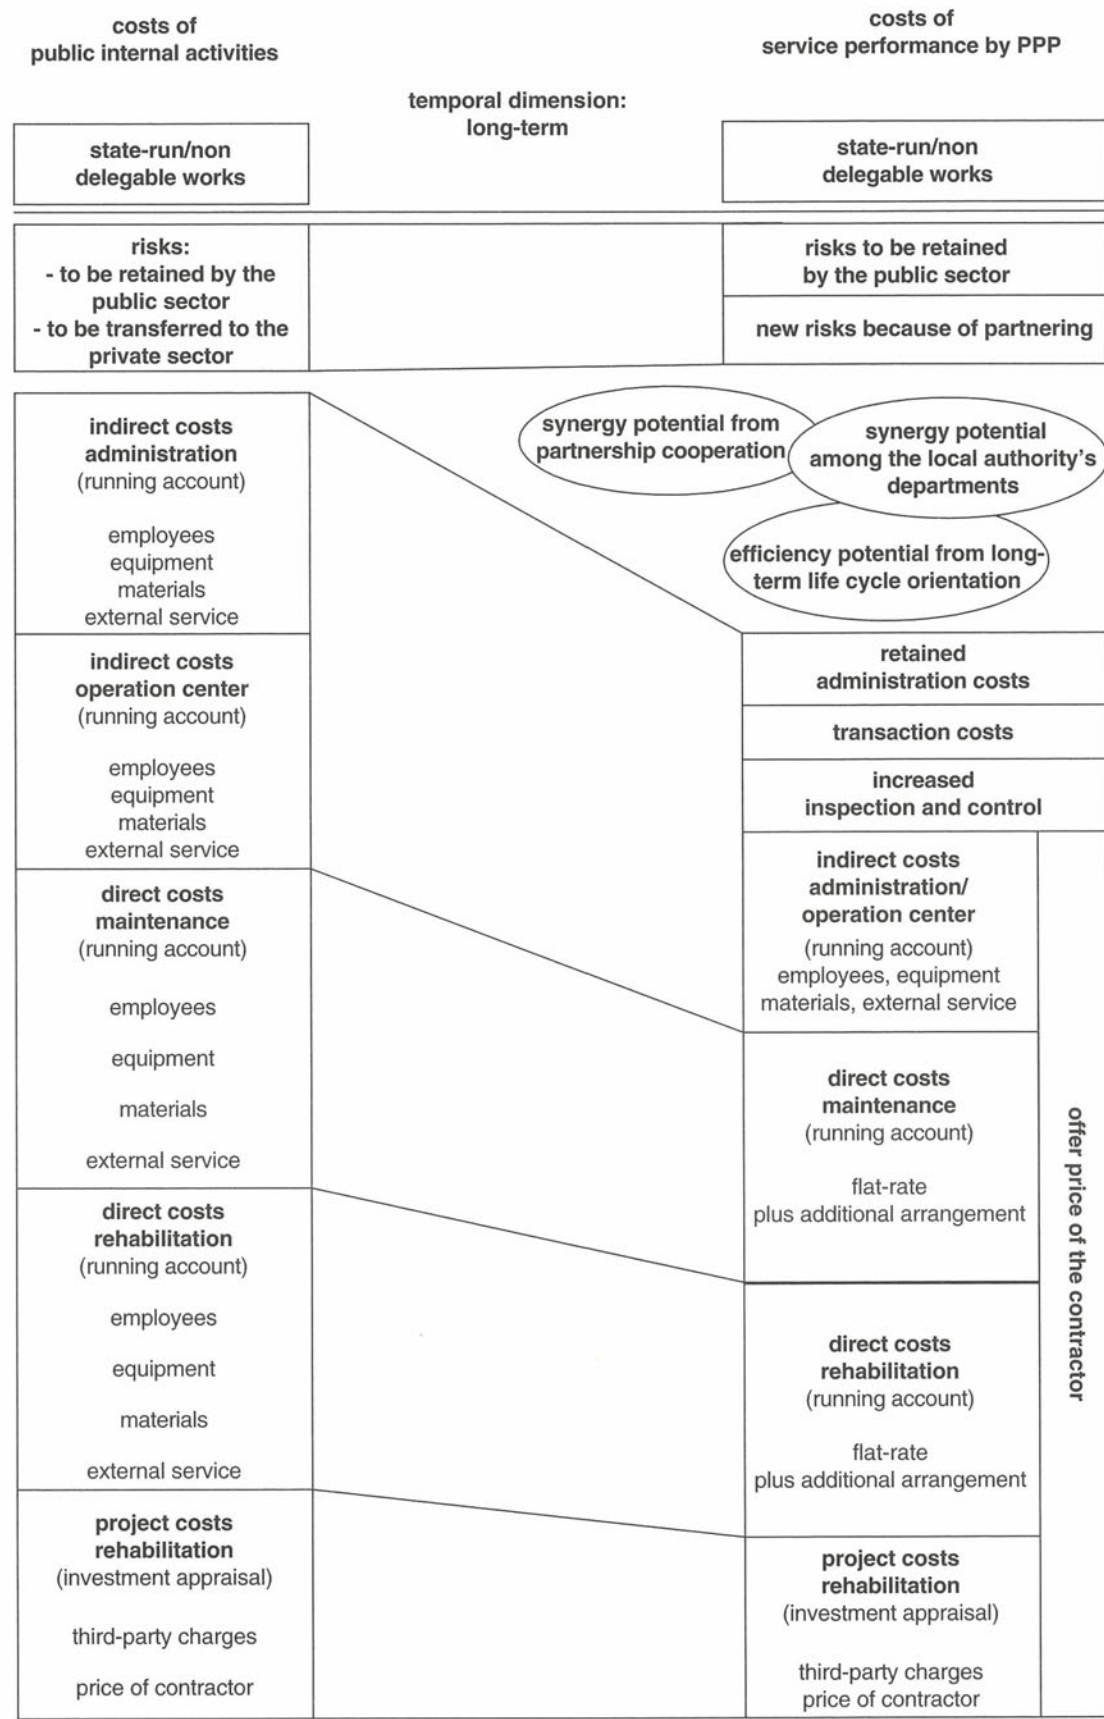 costs of
public internal activities
costs of
service performance by PPP
temporal dimension:
long-term
state-run/non
delegable works
state-run/non
delegable works
risks:
- to be retained by the
public sector
- to be transferred to the
private sector
risks to be retained
by the public sector
new risks because of partnering
indirect costs
administration
(running account)
employees
equipment
materials
external service
synergy potential from
partnership cooperation
synergy potential
among the local authority's
departments
efficiency potential from long-
term life cycle orientation
indirect costs
operation center
(running account)
employees
equipment
materials
external service
retained
administration costs
transaction costs
increased
inspection and control
indirect costs
administration/
operation center
(running account)
employees, equipment
materials, external service
direct costs
maintenance
(running account)
employees
equipment
materials
external service
direct costs
maintenance
(running account)
flat-rate
plus additional arrangement
direct costs
rehabilitation
(running account)
employees
equipment
materials
external service
direct costs
rehabilitation
(running account)
flat-rate
plus additional arrangement
project costs
rehabilitation
(investment appraisal)
third-party charges
price of contractor
project costs
rehabilitation
(investment appraisal)
third-party charges
price of contractor
offer price of the contractor